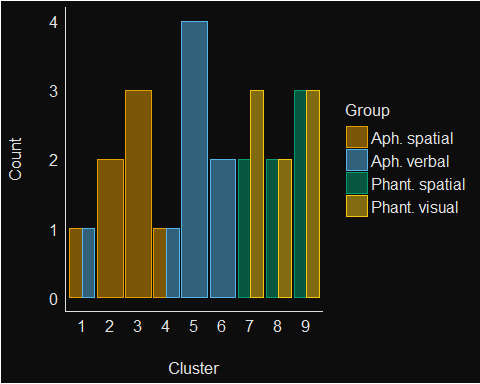 4
3
2
1
0
Count
1 2 3 4 5 6 7 8 9
Cluster
Group
Aph. spatial
Aph. verbal
Phant. spatial
Phant. visual